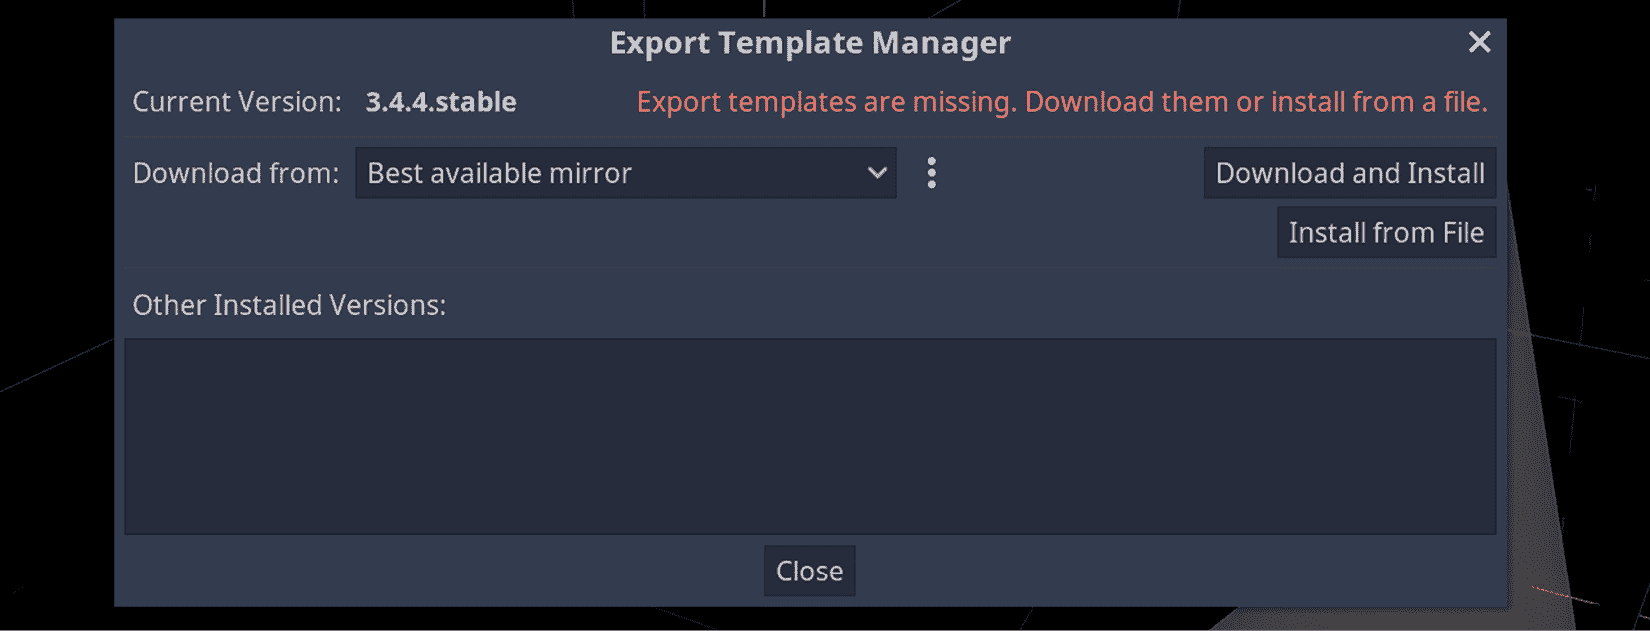 Export Template Manager
Current Version: 3.4.4.stable Export templates are missing. Download them or install from a file.
Download from: Best available mirror Download and Install
Install from File
Other Installed Versions:
Close